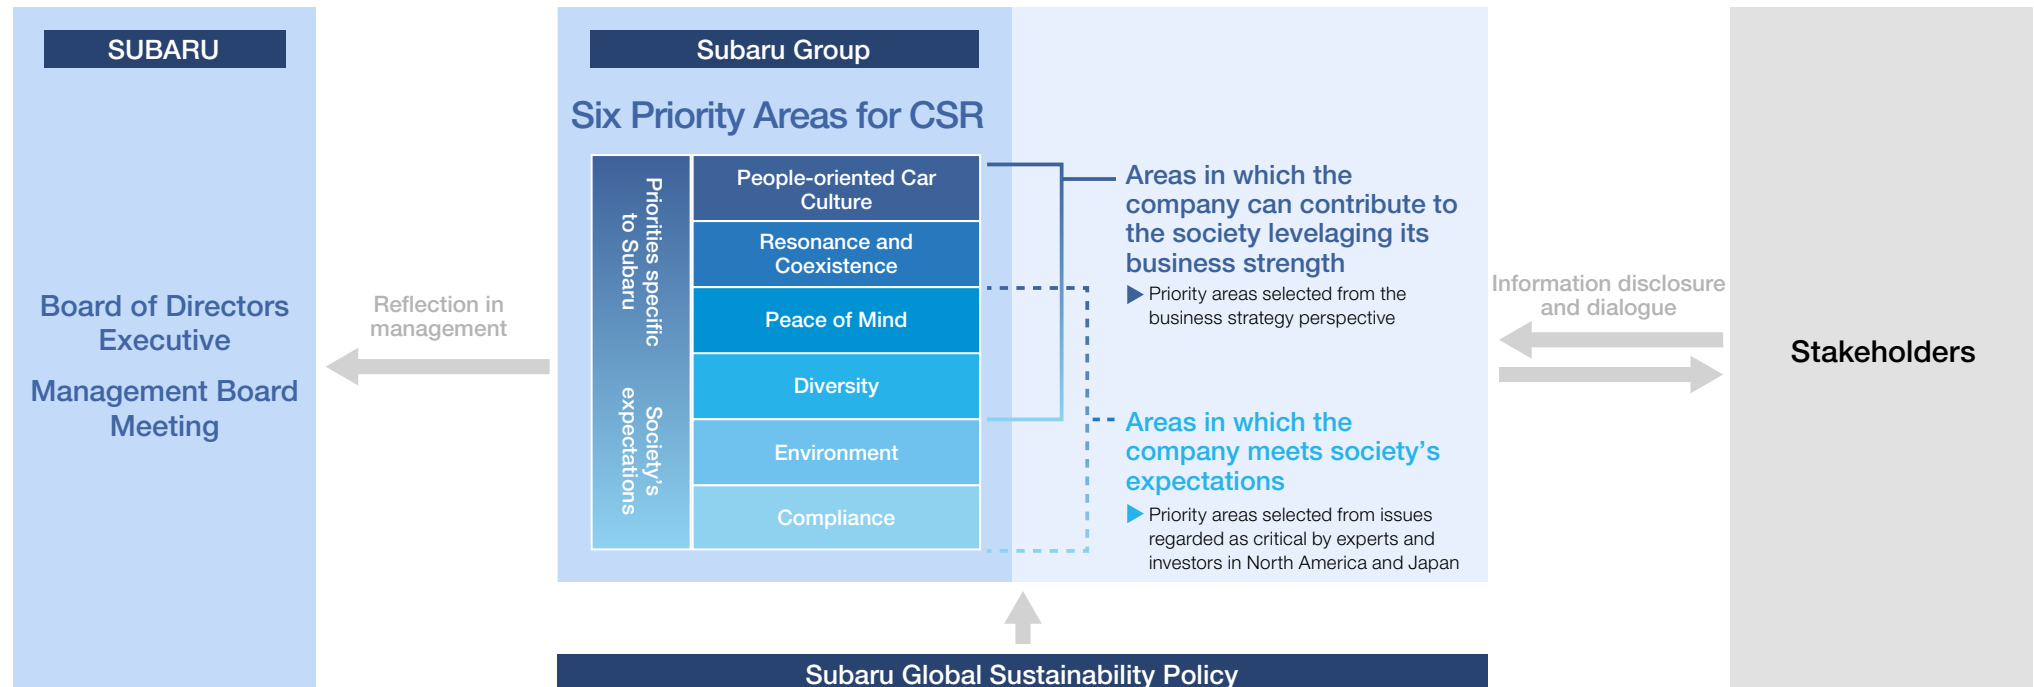 SUBARU
Board of Directors
Executive
Management Board
Meeting
Reflection in
management
Subaru Group
Six Priority Areas for CSR
Priorities specific
to Subaru
Society’s
expectations
People-oriented Car
Culture
Resonance and
Coexistence
Peace of Mind
Diversity
Environment
Compliance
Areas in which the
company can contribute to
the society levelaging its
business strength
Priority areas selected from the
business strategy perspective
Areas in which the
company meets society’s
expectations
Priority areas selected from issues
regarded as critical by experts and
investors in North America and Japan
Information disclosure
and dialogue
Stakeholders
Subaru Global Sustainability Policy